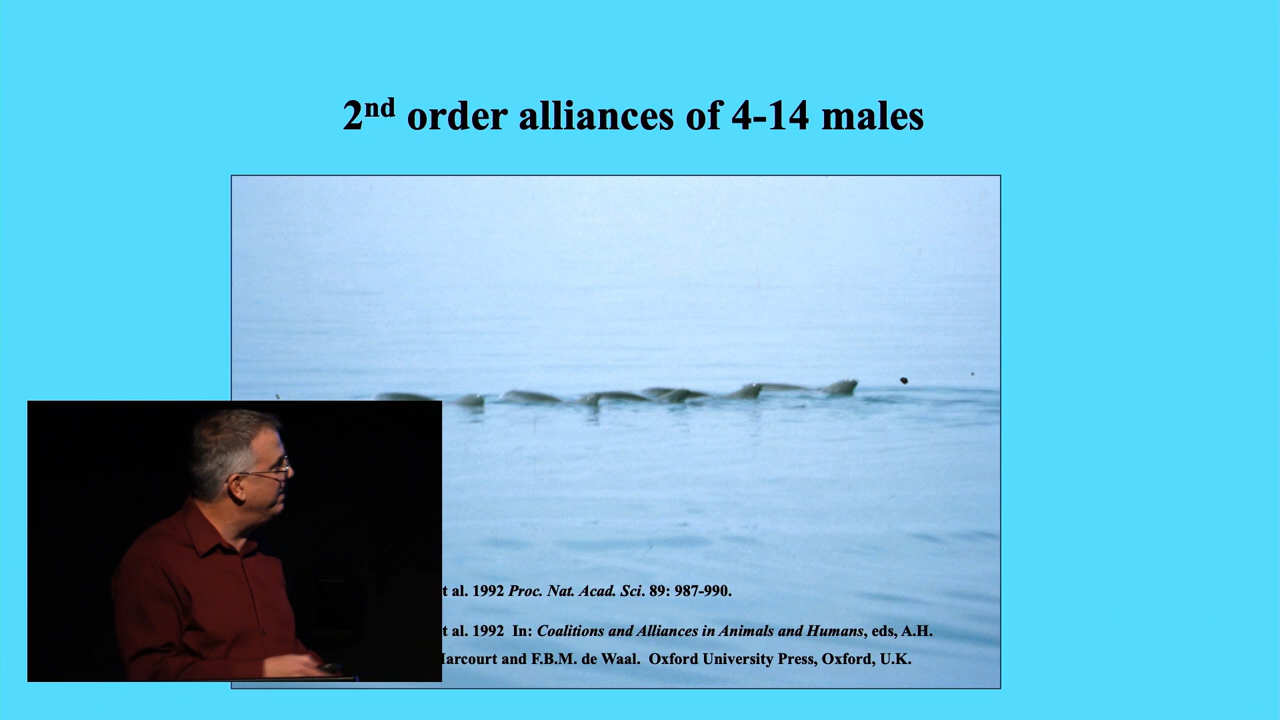 2nd order alliances of 4-14 males
t al. 1992 Proc. Nat. Acad. Sci. 89: 987-990.
t al. 1992 In: Coalitions and Alliances in Animals and Humans, eds, A.H.
Harcourt and F.B.M. de Waal. Oxford University Press, Oxford, U.K.